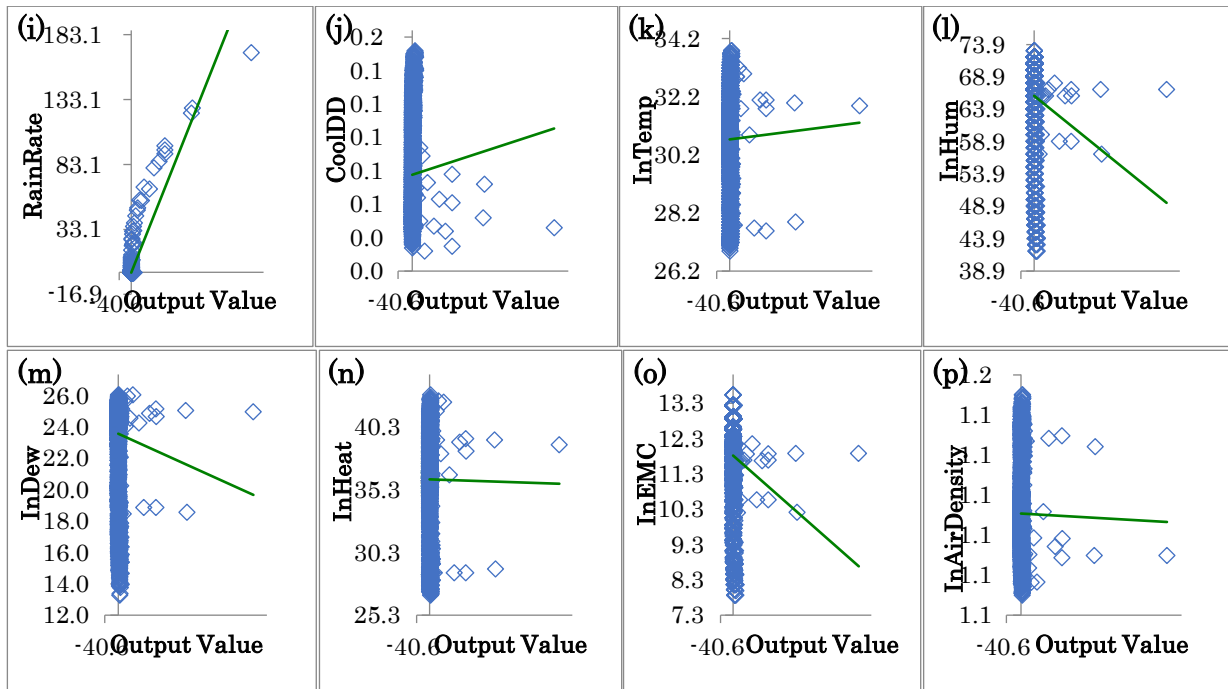 (i)
183.1
133.1
83.1
33.1
-16.9
-40.6
RainRate
Output Value
(j)
0.2
0.1
0.1
0.1
0.1
0.1
0.0
0.0
-40.6
CoolDD
Output Value
(k)
34.2
32.2
30.2
28.2
26.2
-40.6
InTemp
Output Value
(l)
73.9
68.9
63.9
58.9
53.9
48.9
43.9
38.9
-40.6
InHum
Output Value
(m)
26.0
24.0
22.0
20.0
18.0
16.0
14.0
12.0
-40.6
InDew
Output Value
(n)
40.3
35.3
30.3
25.3
-40.6
InHeat
Output Value
(o)
13.3
12.3
11.3
10.3
9.3
8.3
7.3
-40.6
InEMC
Output Value
(p)
1.2
1.1
1.1
1.1
1.1
1.1
1.1
-40.6
InAirDensity
Output Value